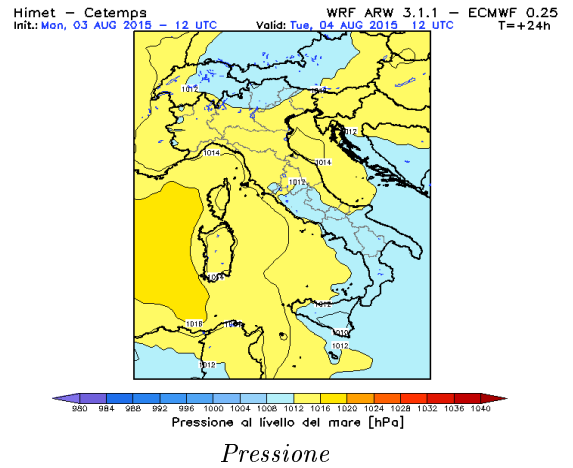 Himet – Cetemps WRF ARW 3.1.1 – ECMWF 0.25
Init.: Mon, 03 AUG 2015 – 12 UTC Valid: Tue, 04 AUG 2015 12 UTC T=+24h
1012
1014
1012
1014
1012
1012
1016
1010
1012
1012
980 984 988 992 996 1000 1004 1008 1012 1016 1020 1024 1028 1032 1036 1040
Pressione al livello del mare [hPa]
Pressione